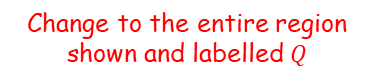 Change to the entire region
shown and labelled Q